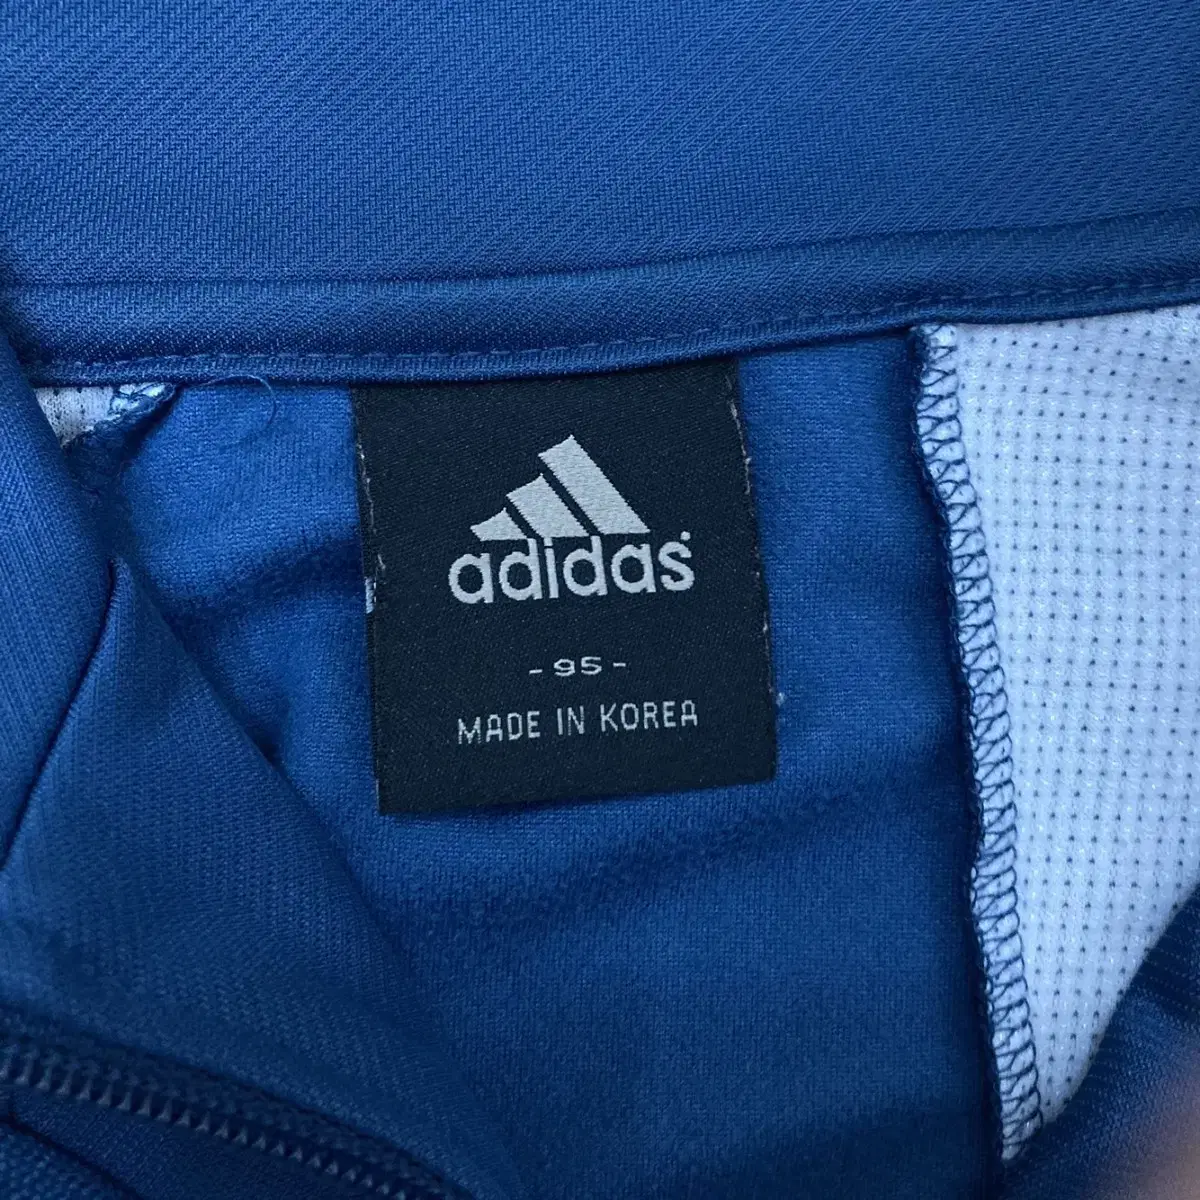 adidas
- 95 -
MADE IN KOREA